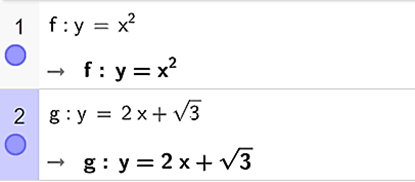 1 f : y = x²
→ f : y = x²
2 g : y = 2 x + √3
→ g : y = 2 x + √3